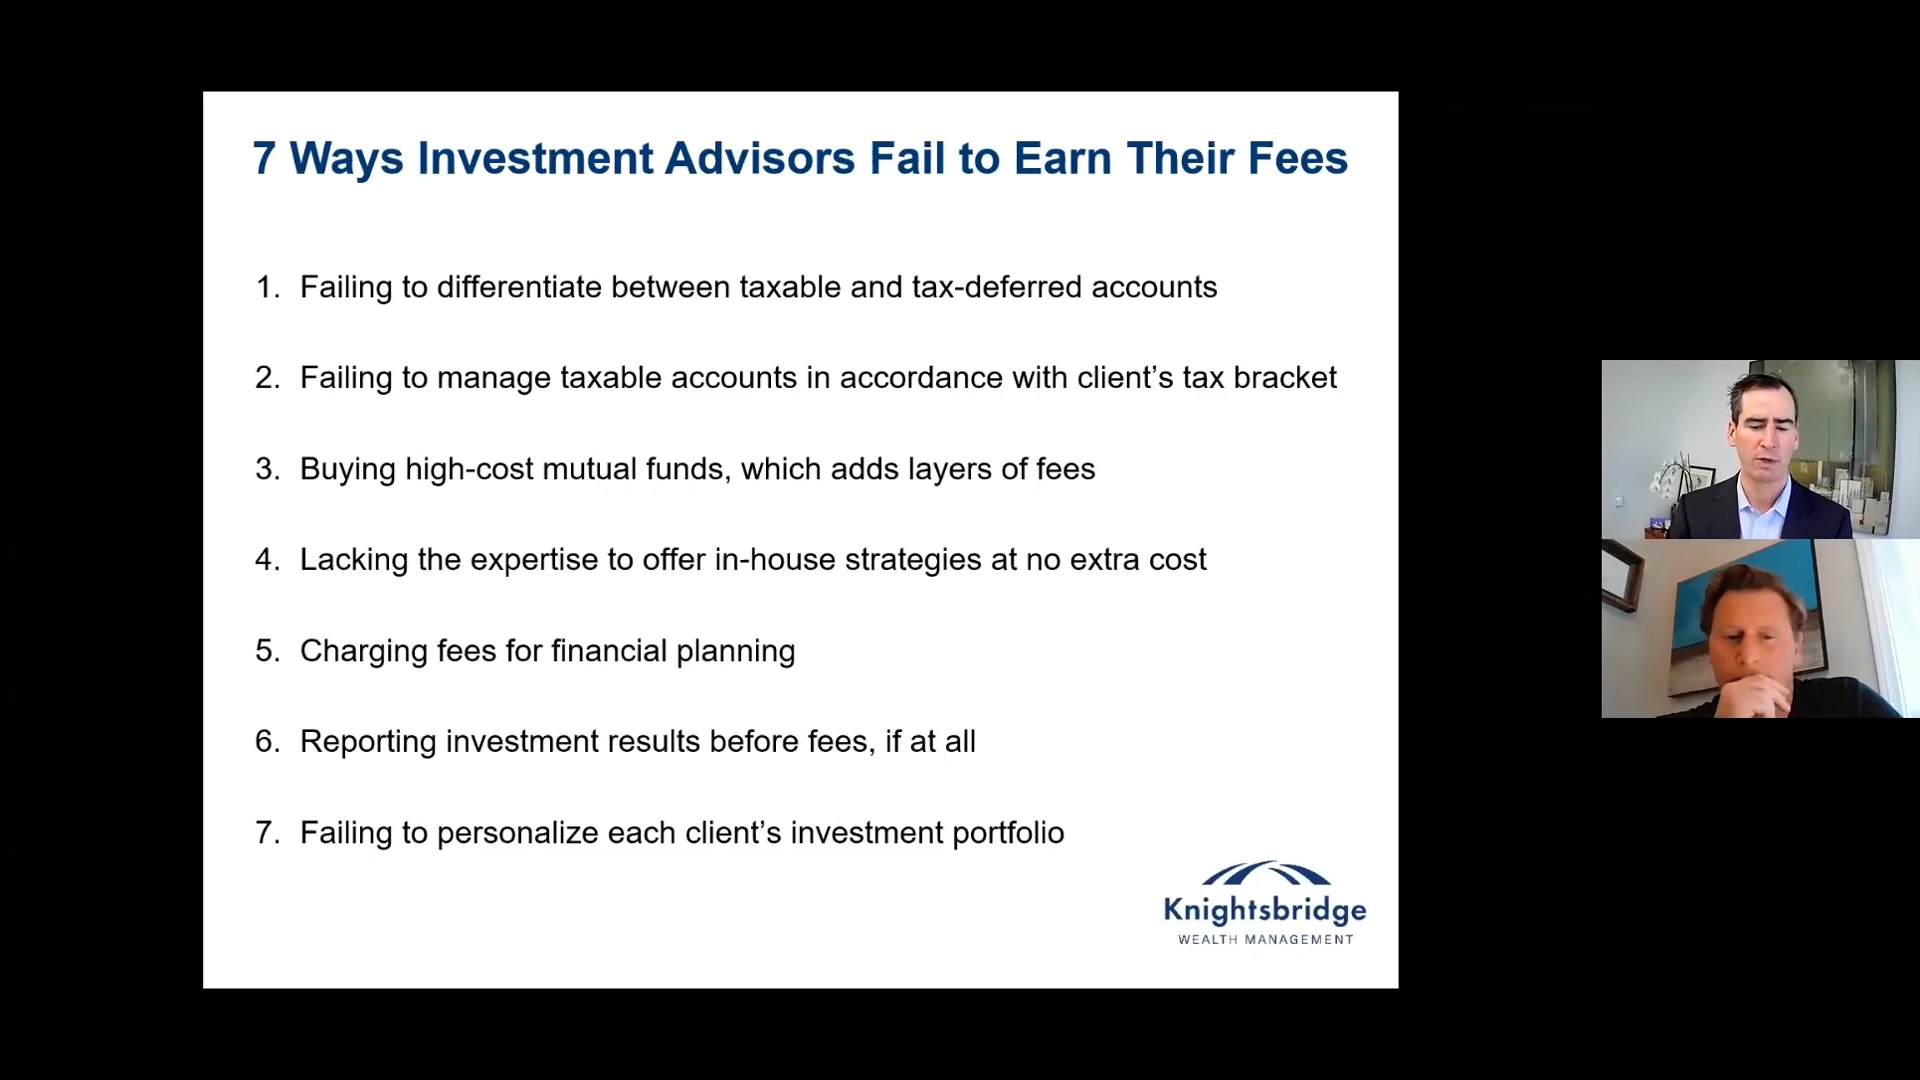 7 Ways Investment Advisors Fail to Earn Their Fees
1. Failing to differentiate between taxable and tax-deferred accounts
2. Failing to manage taxable accounts in accordance with client’s tax bracket
3. Buying high-cost mutual funds, which adds layers of fees
4. Lacking the expertise to offer in-house strategies at no extra cost
5. Charging fees for financial planning
6. Reporting investment results before fees, if at all
7. Failing to personalize each client’s investment portfolio
Knightsbridge
WEALTH MANAGEMENT